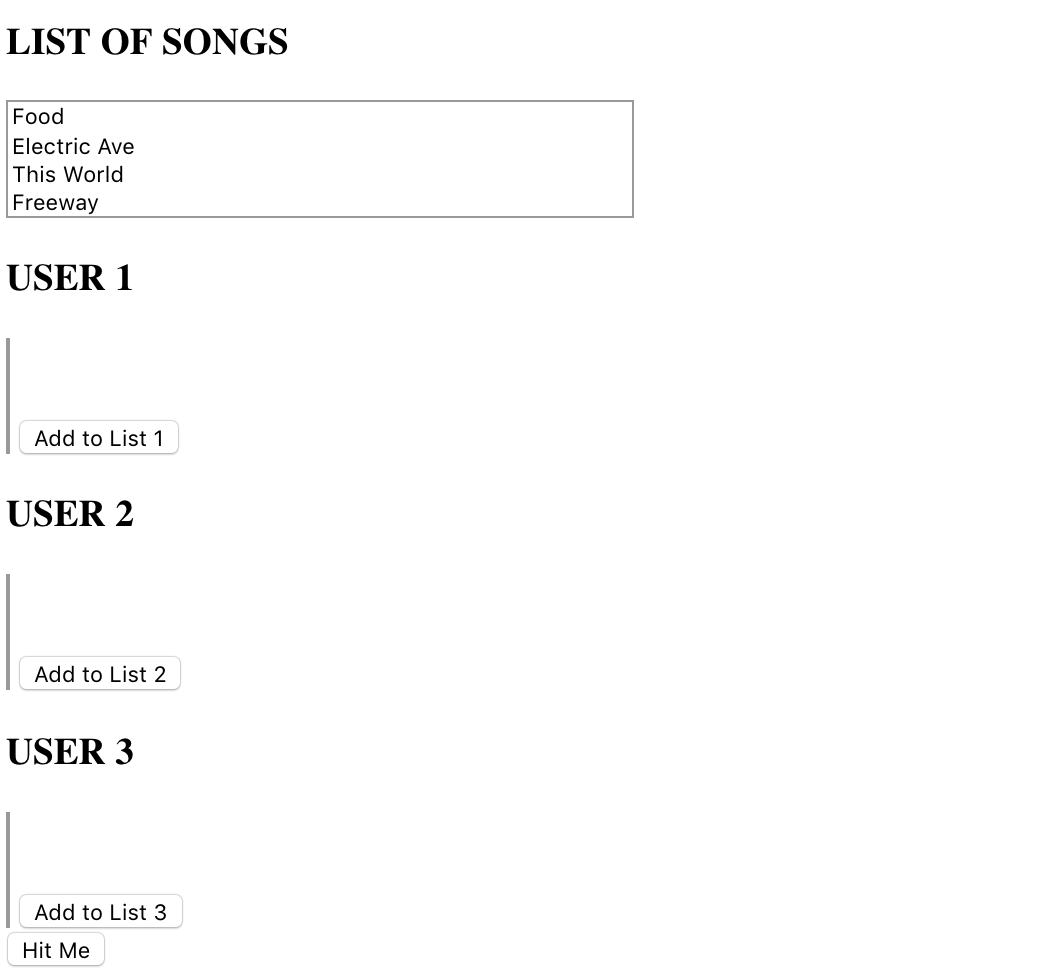 LIST OF SONGS
Food
Electric Ave
This World
Freeway
USER 1
Add to List 1
USER 2
Add to List 2
USER 3
Add to List 3
Hit Me